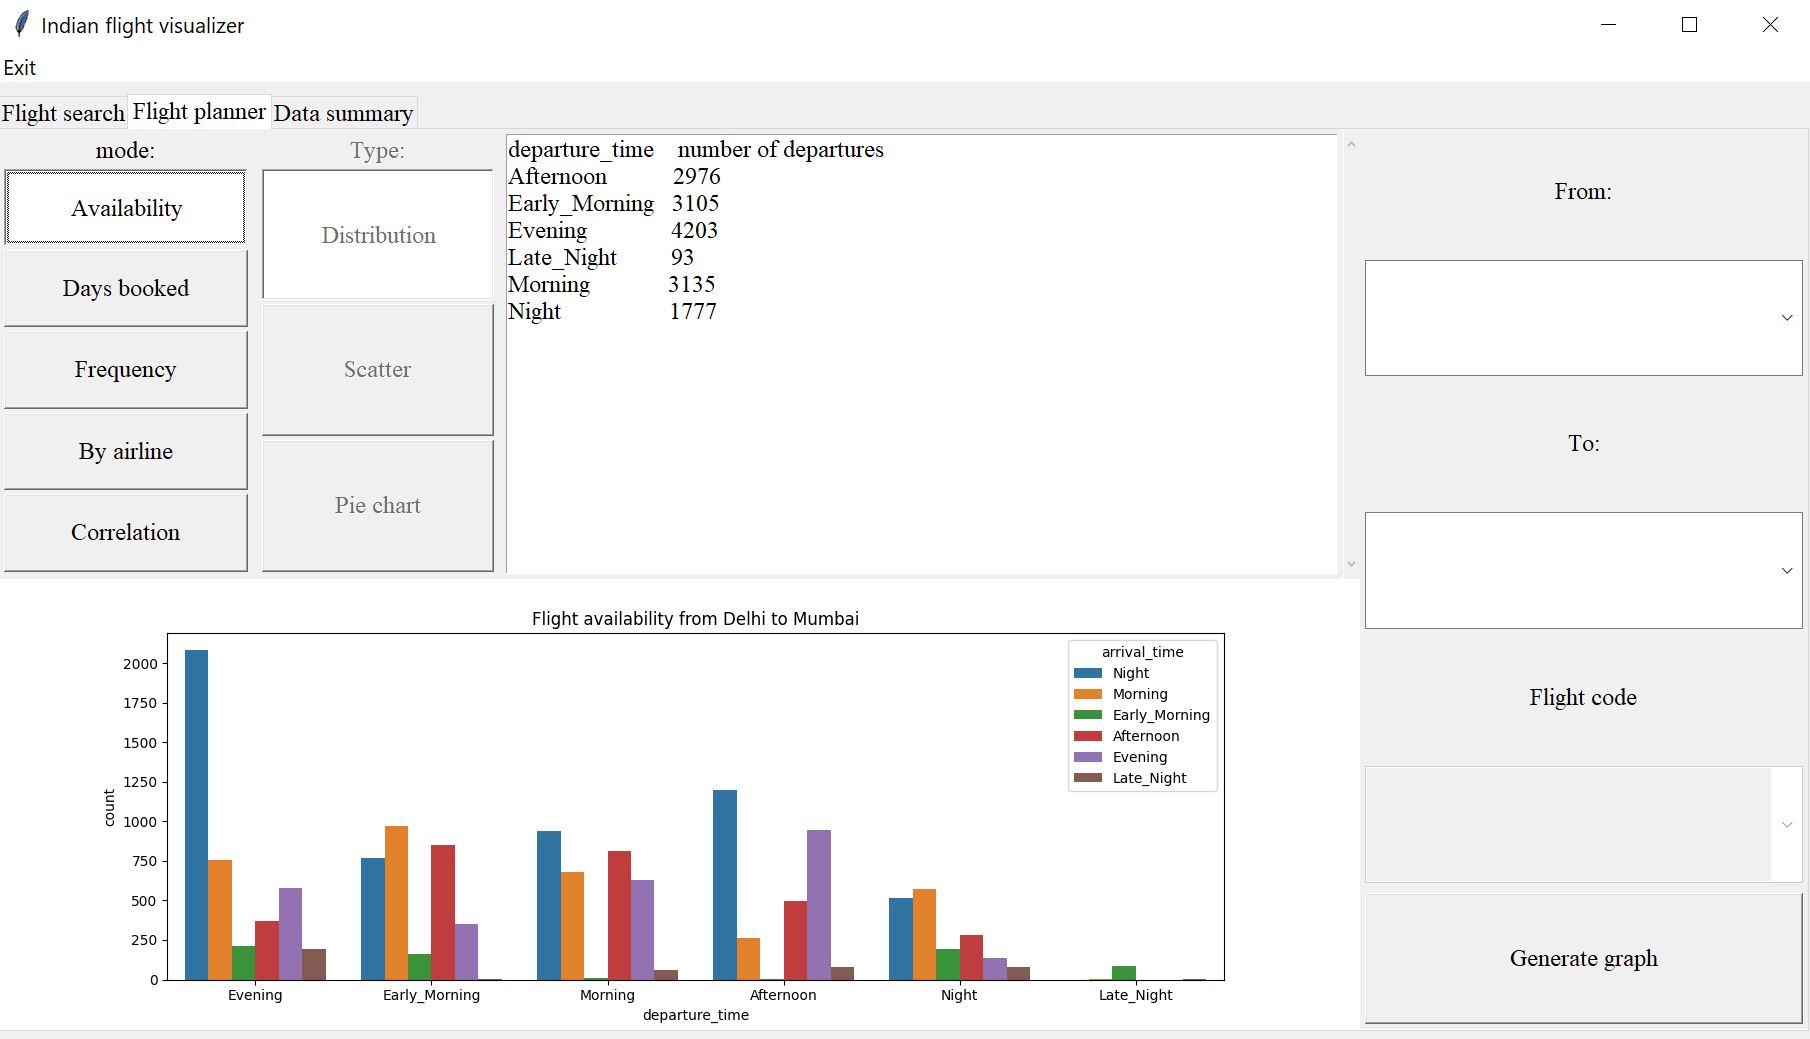 Indian flight visualizer
Exit
Flight search Flight planner Data summary
mode:
Availability
Days booked
Frequency
By airline
Correlation
Type:
Distribution
Scatter
Pie chart
departure_time number of departures
Afternoon 2976
Early_Morning 3105
Evening 4203
Late_Night 93
Morning 3135
Night 1777
From:
To:
Flight code
Generate graph
Flight availability from Delhi to Mumbai
2000
1750
1500
1250
1000
750
500
250
0
count
arrival_time
Night
Morning
Early_Morning
Afternoon
Evening
Late_Night
Evening Early_Morning Morning Afternoon Night Late_Night
departure_time